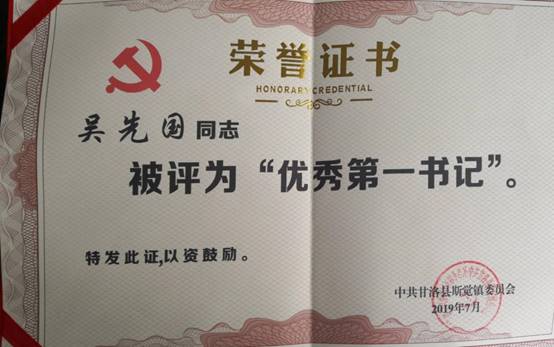 荣誉证书
HONORARY CREDENTIAL
吴先国同志
被评为“优秀第一书记”。
特发此证,以资鼓励。
中共甘洛县斯觉镇委员会
2019年7月